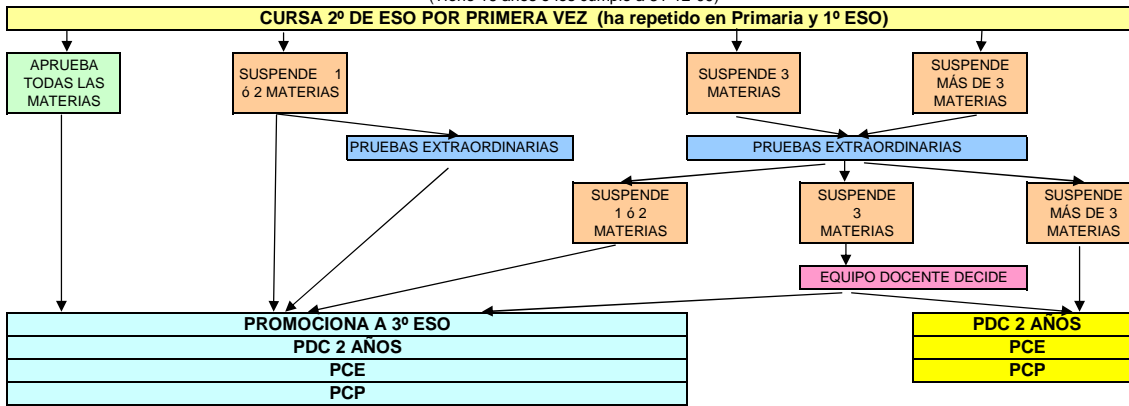 CURSA 2º DE ESO POR PRIMERA VEZ (ha repetido en Primaria y 1º ESO)
APRUEBA
TODAS LAS
MATERIAS
SUSPENDE 1
ó 2 MATERIAS
SUSPENDE 3
MATERIAS
SUSPENDE
MÁS DE 3
MATERIAS
PRUEBAS EXTRAORDINARIAS
PRUEBAS EXTRAORDINARIAS
SUSPENDE
1 ó 2
MATERIAS
SUSPENDE
3
MATERIAS
SUSPENDE
MÁS DE 3
MATERIAS
EQUIPO DOCENTE DECIDE
PROMOCIONA A 3º ESO
PDC 2 AÑOS
PCE
PCP
PDC 2 AÑOS
PCE
PCP